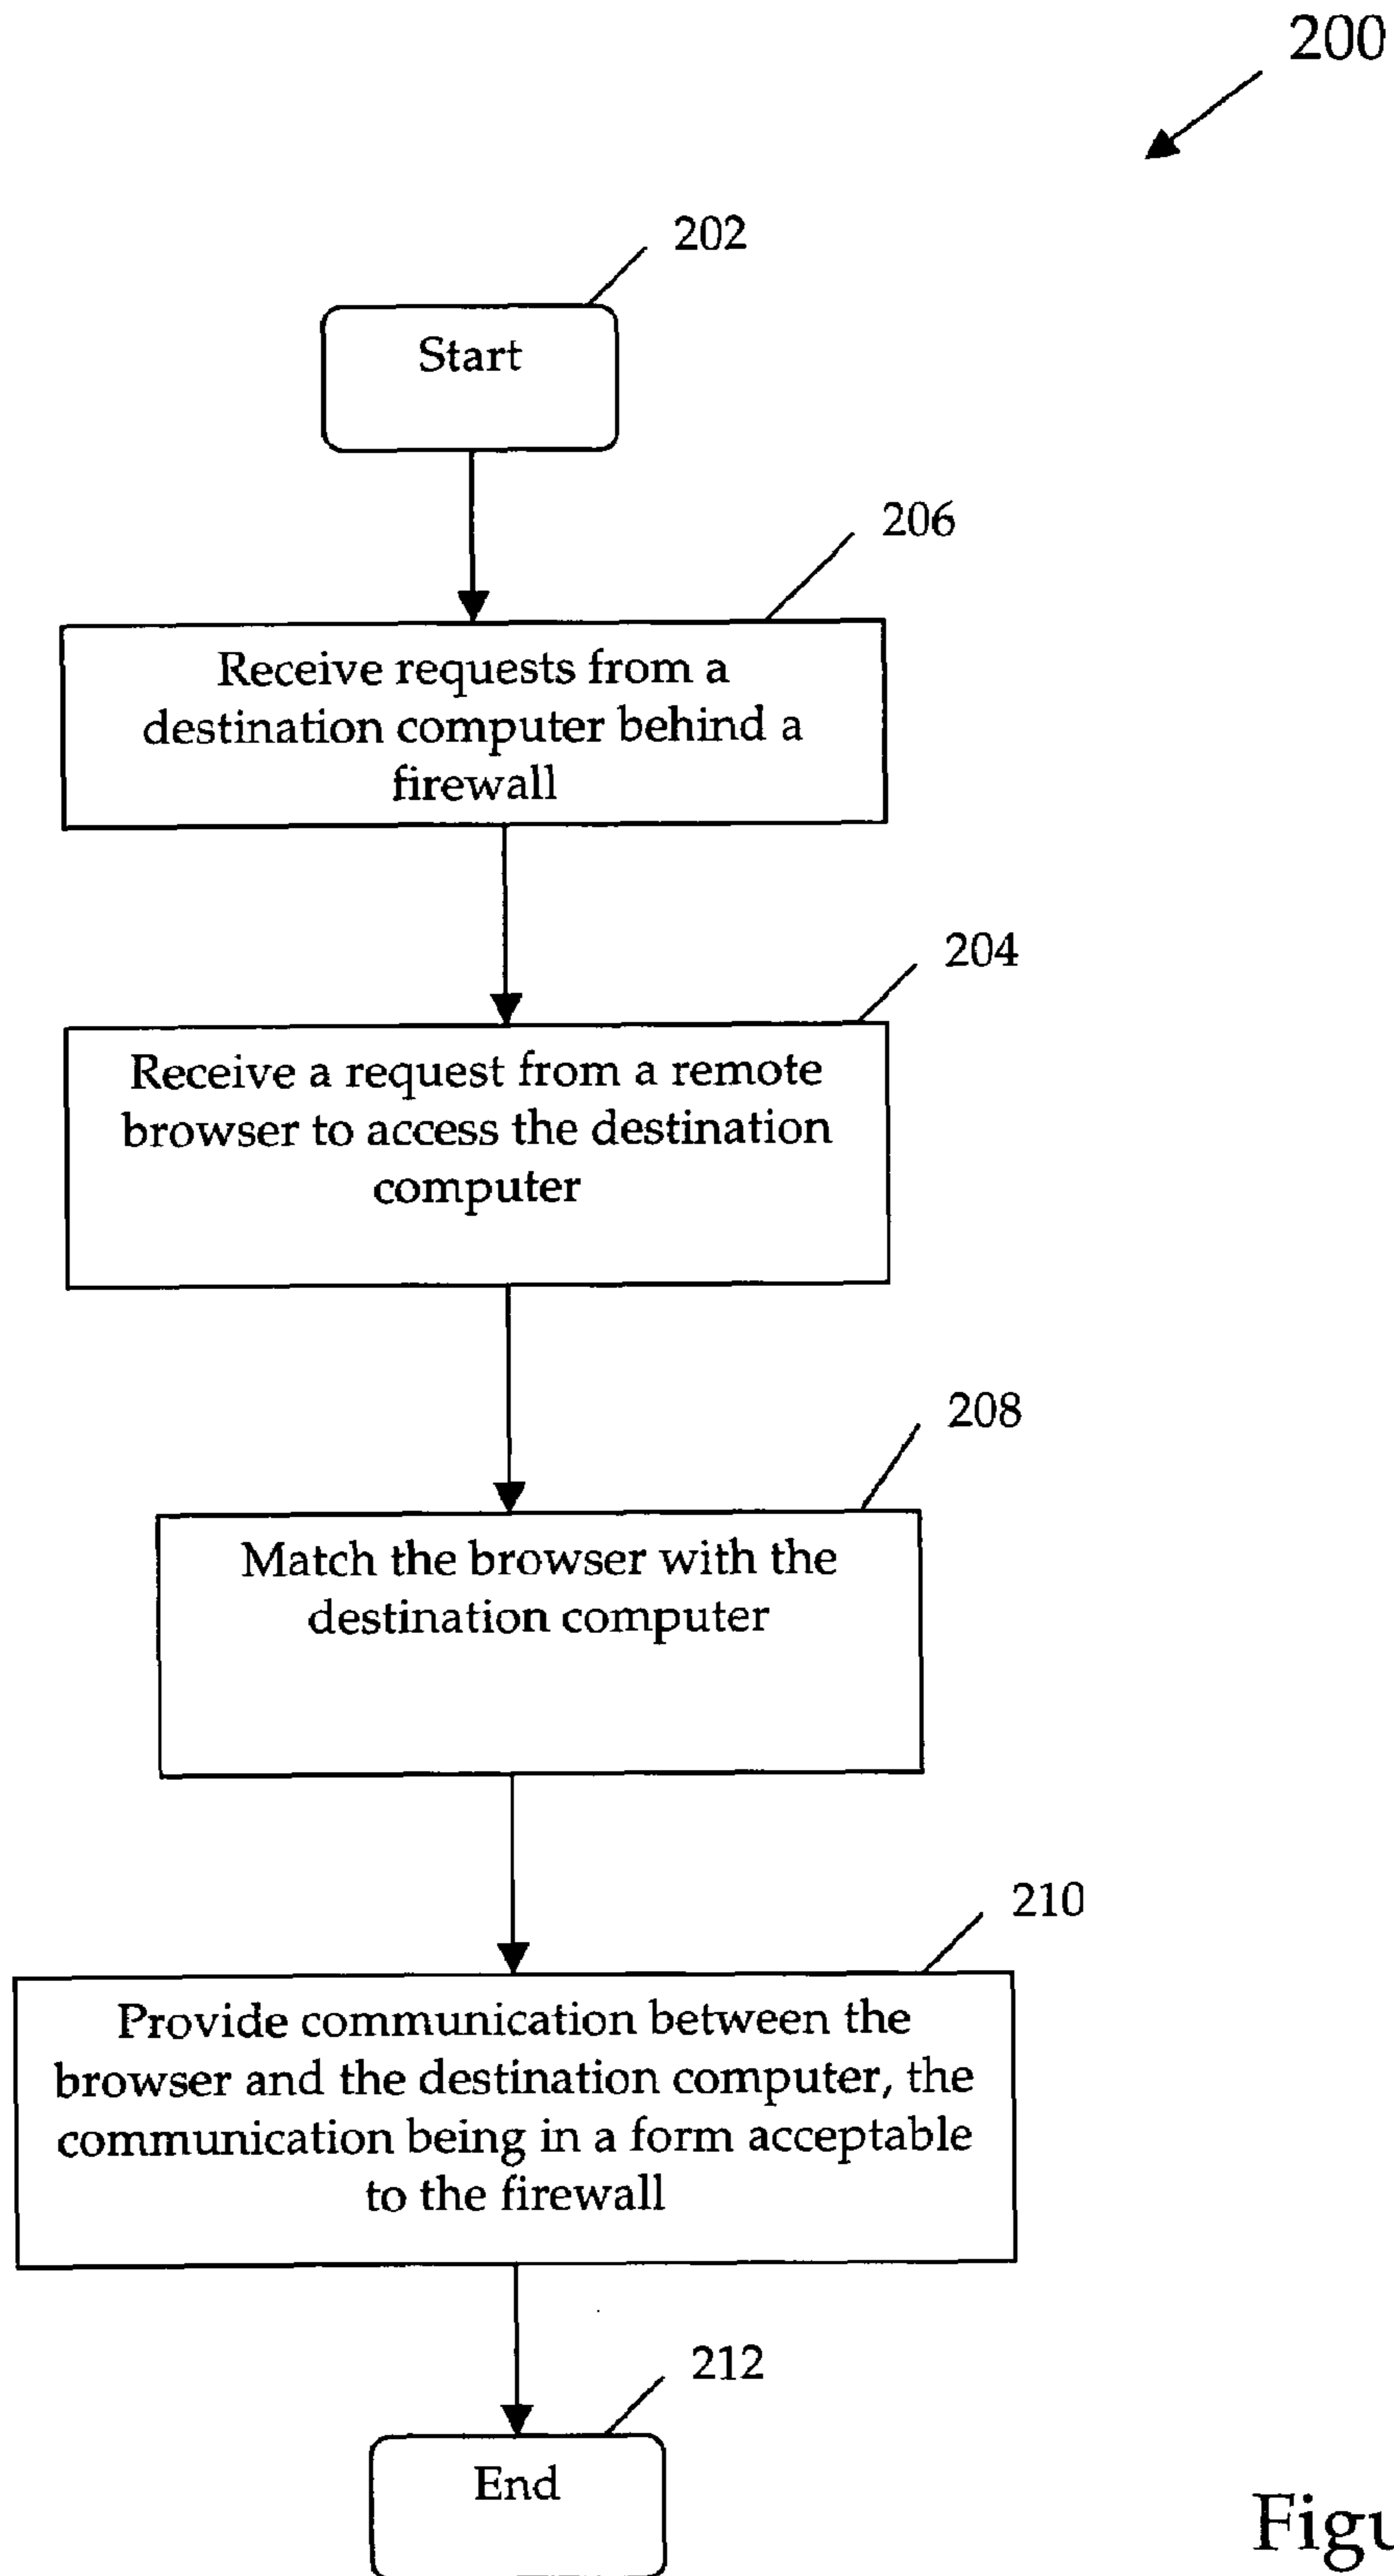 200
202
Start
206
Receive requests from a
destination computer behind a
firewall
204
Receive a request from a remote
browser to access the destination
computer
208
Match the browser with the
destination computer
210
Provide communication between the
browser and the destination computer, the
communication being in a form acceptable
to the firewall
212
End